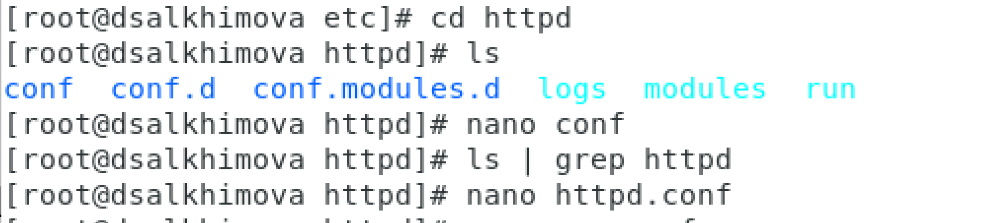 [root@dsalkhimova etc]# cd httpd
[root@dsalkhimova httpd]# ls
conf  conf.d  conf.modules.d  logs  modules  run
[root@dsalkhimova httpd]# nano conf
[root@dsalkhimova httpd]# ls | grep httpd
[root@dsalkhimova httpd]# nano httpd.conf